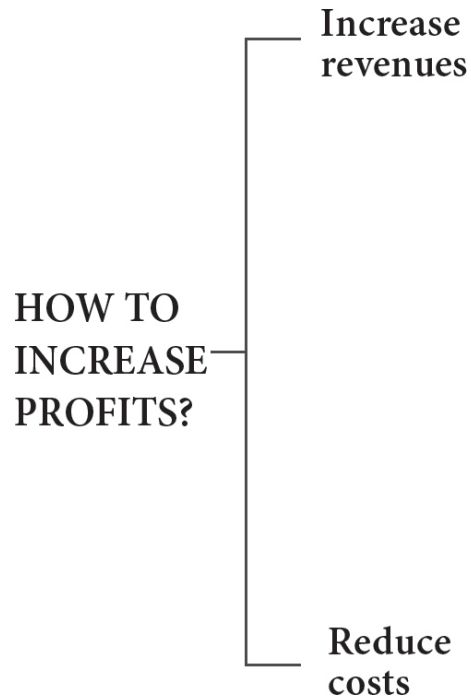 Increase
revenues
HOW TO
INCREASE
PROFITS?
Reduce
costs